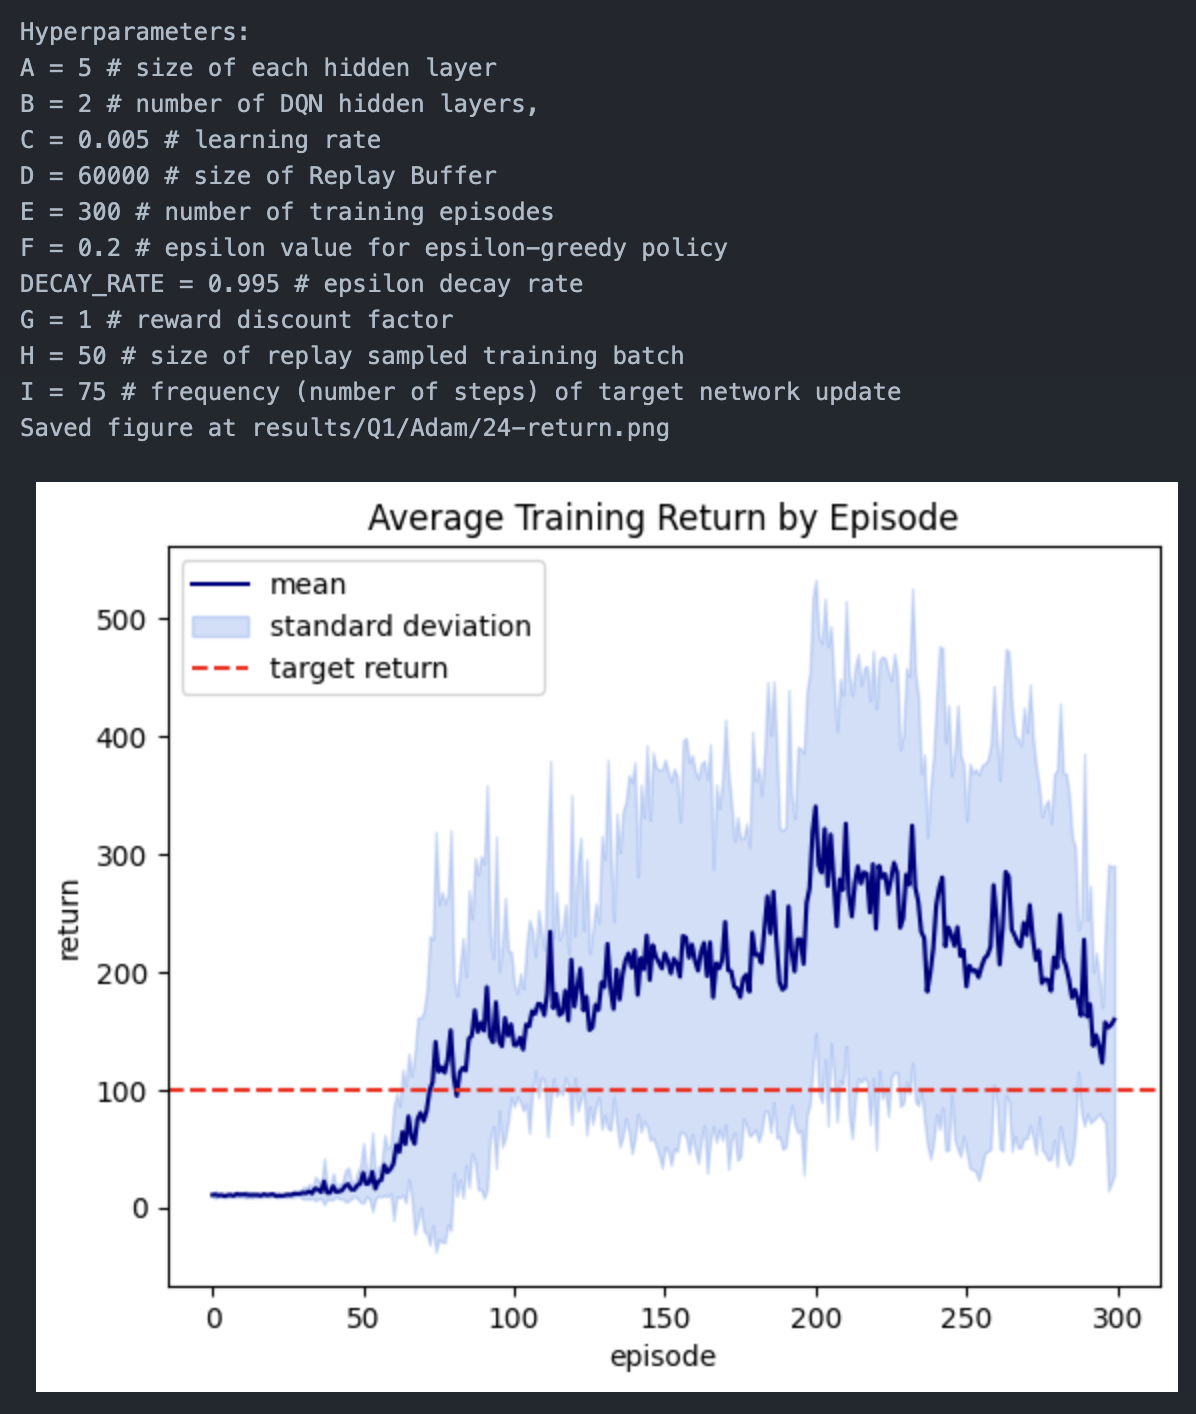 Hyperparameters:
A = 5 # size of each hidden layer
B = 2 # number of DQN hidden layers,
C = 0.005 # learning rate
D = 60000 # size of Replay Buffer
E = 300 # number of training episodes
F = 0.2 # epsilon value for epsilon-greedy policy
DECAY_RATE = 0.995 # epsilon decay rate
G = 1 # reward discount factor
H = 50 # size of replay sampled training batch
I = 75 # frequency (number of steps) of target network update
Saved figure at results/Q1/Adam/24-return.png
Average Training Return by Episode
mean
standard deviation
target return
500
400
300
200
100
0
return
0 50 100 150 200 250 300
episode